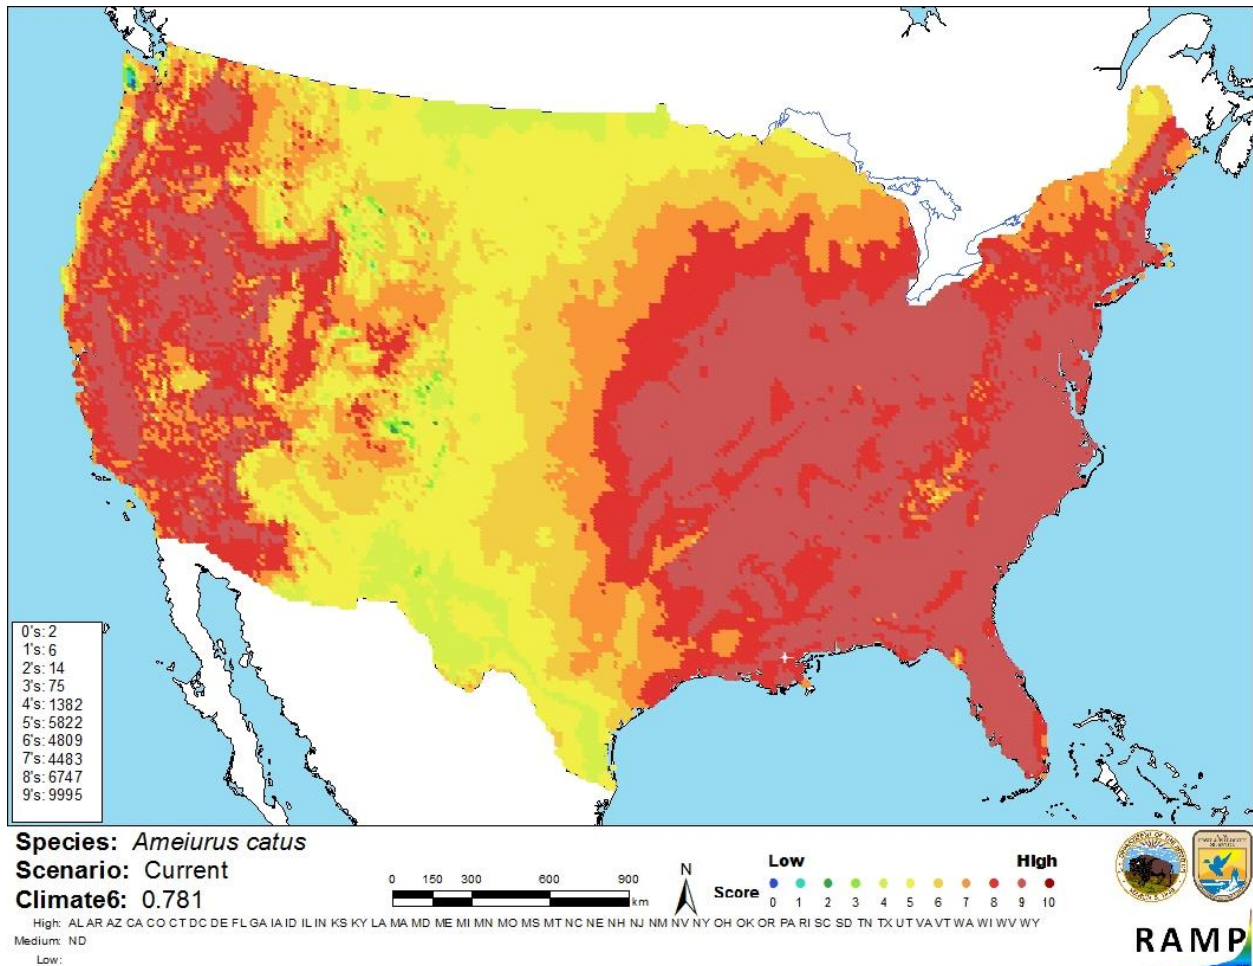 0's: 2
1's: 6
2's: 14
3's: 75
4's: 1382
5's: 5822
6's: 4809
7's: 4483
8's: 6747
9's: 9995
Species: Ameiurus catus
Scenario: Current
Climate6: 0.781
0 150 300 600 900
km
N
Low High
Score
0 1 2 3 4 5 6 7 8 9 10
High: AL AR AZ CA CO CT DC DE FL GA IA ID IL IN KS KY LA MA MD ME MI MN MO MS MT NC NE NH NJ NM NV NY OH OK OR PA RI SC SD TN TX UT VA VT WA WI WV WY
Medium: ND
Low:
RAMP